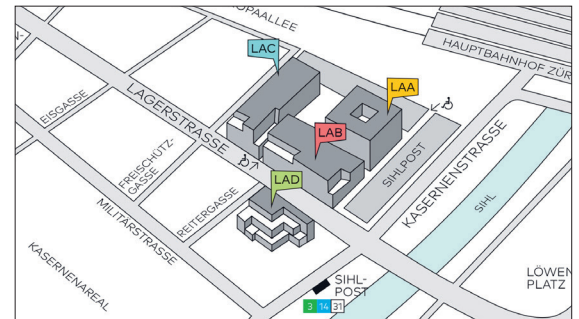 OPAALLEE
N-
LAC
HAUPTBAHNHOF ZÜR
LAA
EISGASSE
LAGERSTRASSE
LAB
FREISCHÜTZ-
GASSE
SIHLPOST
KASERNENSTRASSE
LAD
REITERGASSE
SIHL
MILITÄRSTRASSE
KASERNENAREAL
SIHL-
POST
3 14 31
LÖWEN
PLATZ